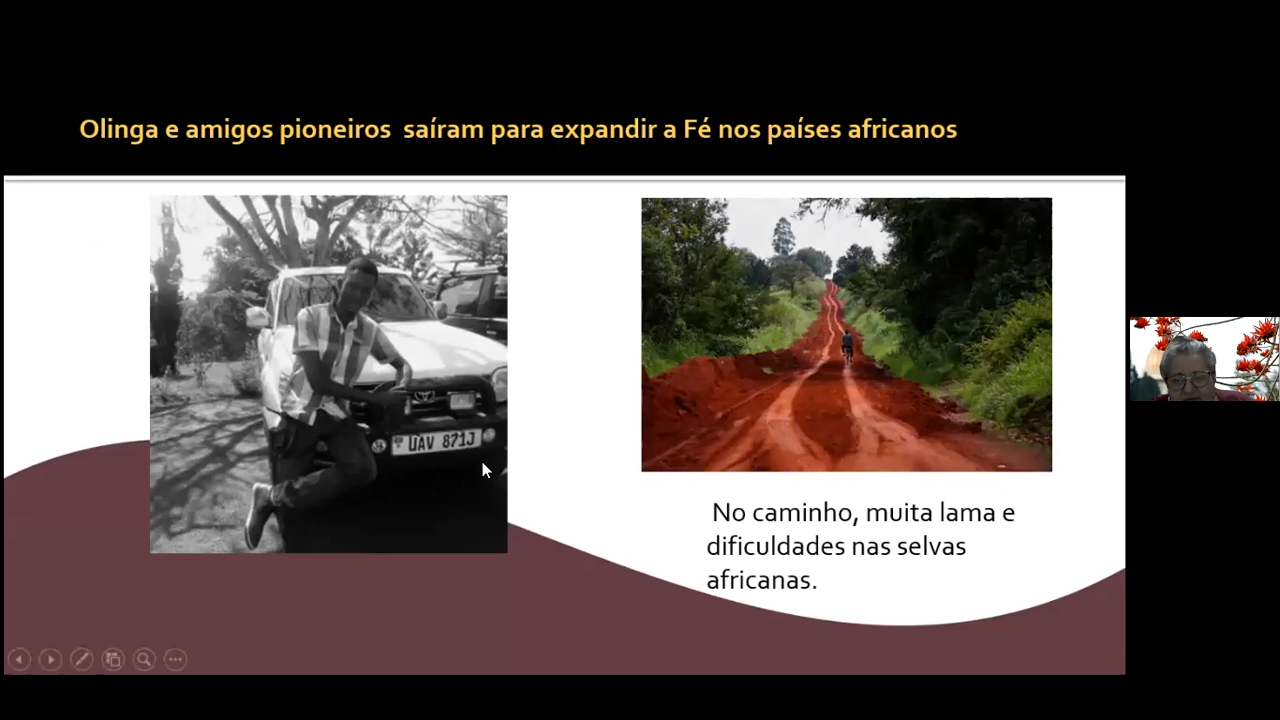 Olinga e amigos pioneiros saíram para expandir a Fé nos países africanos
UAV 871J
No caminho, muita lama e
dificuldades nas selvas
africanas.